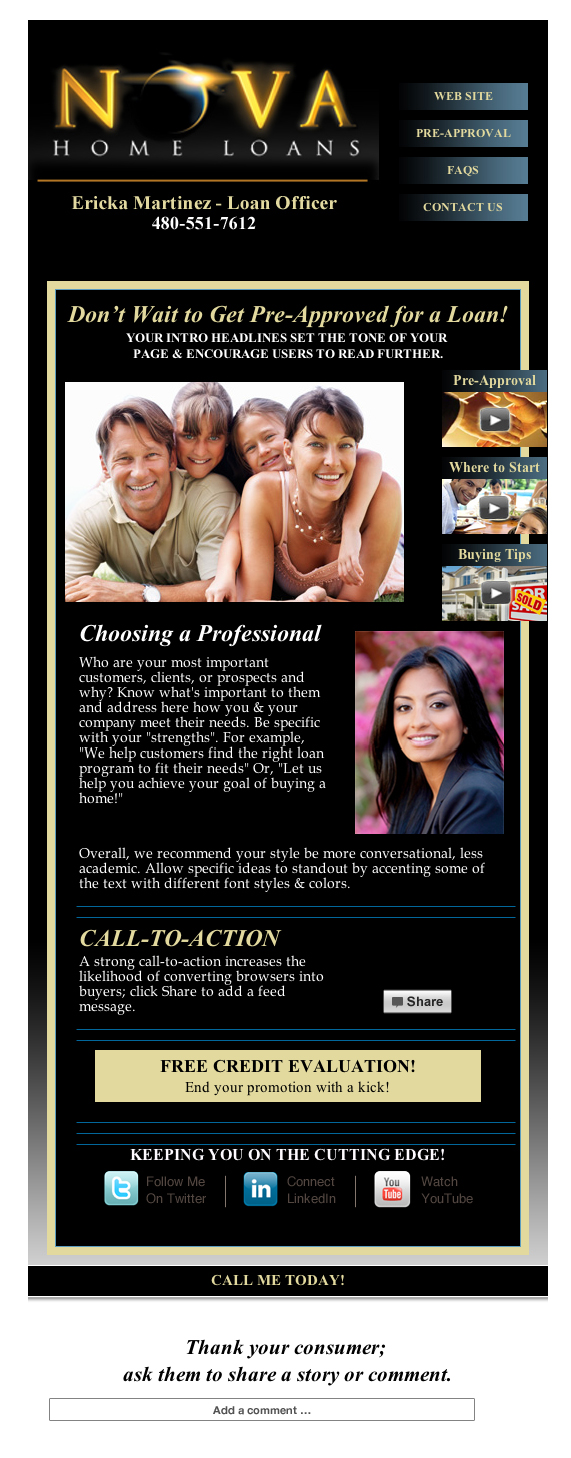 NOVA
HOME LOANS
Ericka Martinez - Loan Officer
480-551-7612
WEB SITE
PRE-APPROVAL
FAQS
CONTACT US
Don't Wait to Get Pre-Approved for a Loan!
YOUR INTRO HEADLINES SET THE TONE OF YOUR
PAGE & ENCOURAGE USERS TO READ FURTHER.
Pre-Approval
Where to Start
Buying Tips
FOR
SALE
SOLD
Choosing a Professional
Who are your most important
customers, clients, or prospects and
why? Know what's important to them
and address here how you & your
company meet their needs. Be specific
with your "strengths". For example,
"We help customers find the right loan
program to fit their needs" Or, "Let us
help you achieve your goal of buying a
home!"
Overall, we recommend your style be more conversational, less
academic. Allow specific ideas to standout by accenting some of
the text with different font styles & colors.
CALL-TO-ACTION
A strong call-to-action increases the
likelihood of converting browsers into
buyers; click Share to add a feed
message.
Share
FREE CREDIT EVALUATION!
End your promotion with a kick!
KEEPING YOU ON THE CUTTING EDGE!
t
Follow Me
On Twitter
in
Connect
LinkedIn
You
Tube
Watch
YouTube
CALL ME TODAY!
Thank your consumer;
ask them to share a story or comment.
Add a comment ...